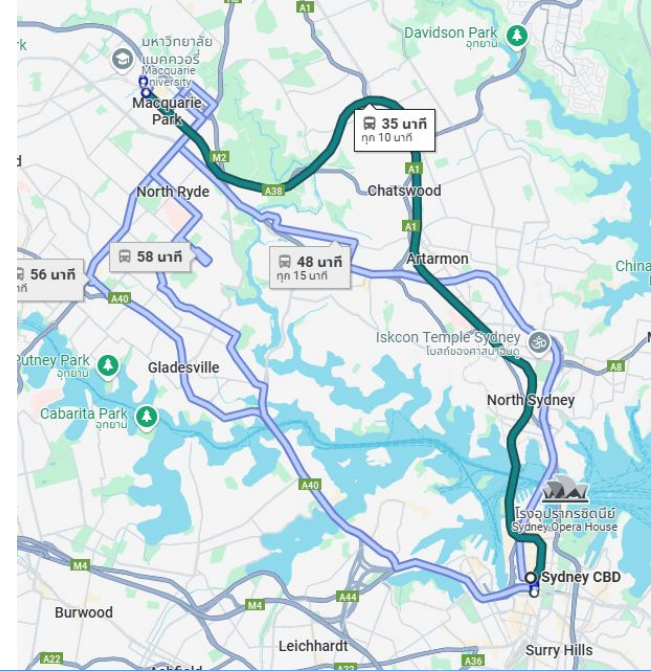 A1
Davidson Park
อุทยาน
มหาวิทยาลัย
แมคควอรี
Macquarie
University
Macquarie
Park
35 นาที
ทุก 10 นาที
M2
A1
North Ryde
A38
Chatswood
A1
58 นาที
48 นาที
ทุก 15 นาที
Artarmon
56 นาที
A40
Iskcon Temple Sydney
โบสถ์ของศาสนาฮินดู
Gladesville
A8
Cabarita Park
อุทยาน
อุทยาน
North Sydney
A40
โรงอุปรากรซิดนีย์
Sydney Opera House
M4
Sydney CBD
A44
M4
Burwood
Leichhardt
A22
A36
Surry Hills